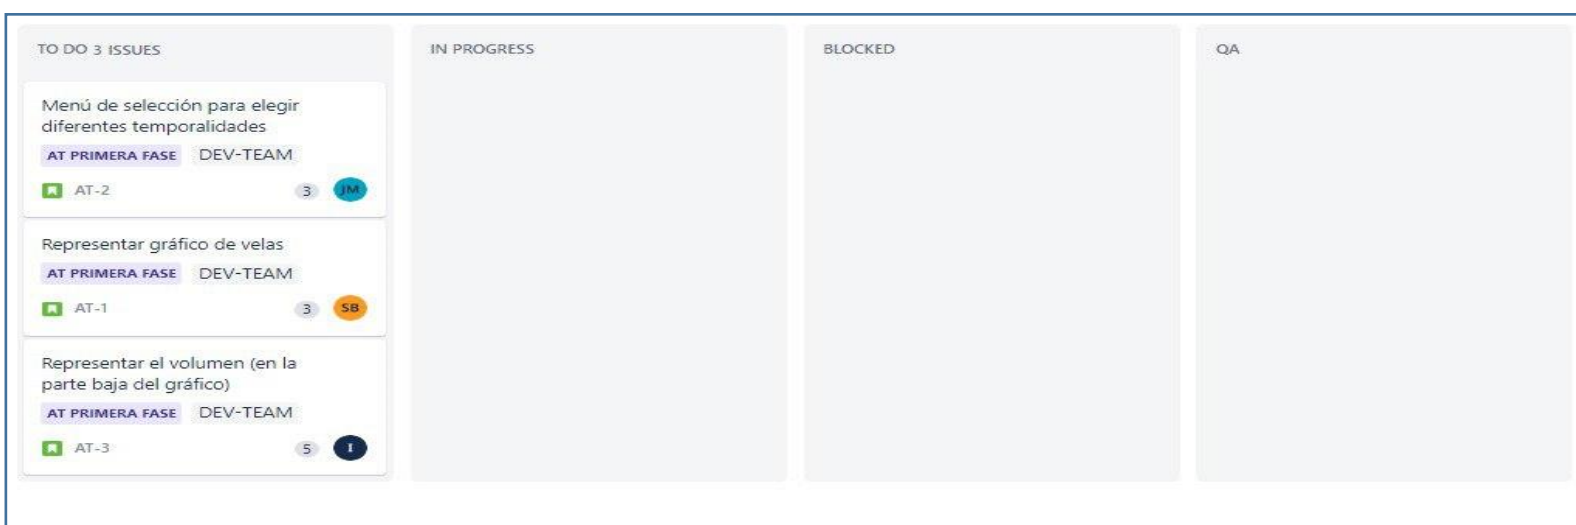 TO DO 3 ISSUES
Menú de selección para elegir
diferentes temporalidades
AT PRIMERA FASE DEV-TEAM
AT-2 3 JM
Representar gráfico de velas
AT PRIMERA FASE DEV-TEAM
AT-1 3 SB
Representar el volumen (en la
parte baja del gráfico)
AT PRIMERA FASE DEV-TEAM
AT-3 5 I
IN PROGRESS
BLOCKED
QA